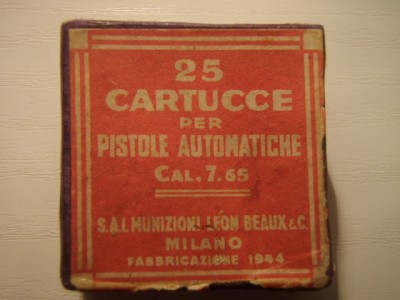 25
CARTUCCE
PER
PISTOLE AUTOMATICHE
CAL. 7.65
S.A.I. MUNIZIONI LEON BEAUX & C.
MILANO
FABBRICAZIONE 1944